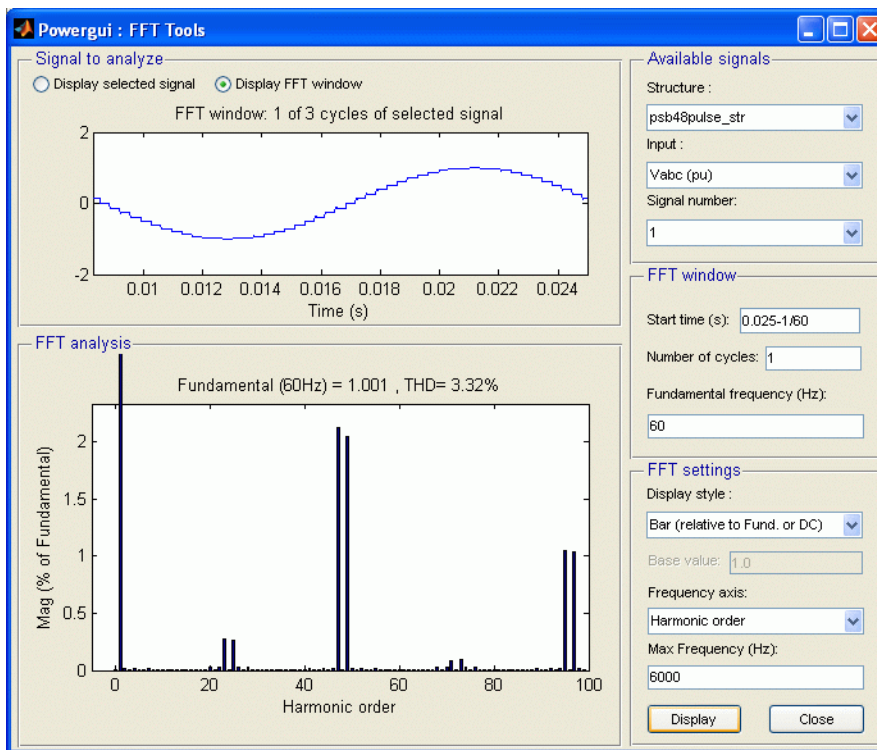 Powergui : FFT Tools
Signal to analyze
Display selected signal
Display FFT window
FFT window: 1 of 3 cycles of selected signal
2
0
-2
0.01 0.012 0.014 0.016 0.018 0.02 0.022 0.024
Time (s)
FFT analysis
Fundamental (60Hz) = 1.001 , THD= 3.32%
2
1.5
1
0.5
0
Mag (% of Fundamental)
0 20 40 60 80 100
Harmonic order
Available signals
Structure :
psb48pulse_str
Input :
Vabc (pu)
Signal number:
1
FFT window
Start time (s): 0.025-1/60
Number of cycles: 1
Fundamental frequency (Hz):
60
FFT settings
Display style :
Bar (relative to Fund. or DC)
Base value: 1.0
Frequency axis:
Harmonic order
Max Frequency (Hz):
6000
Display
Close